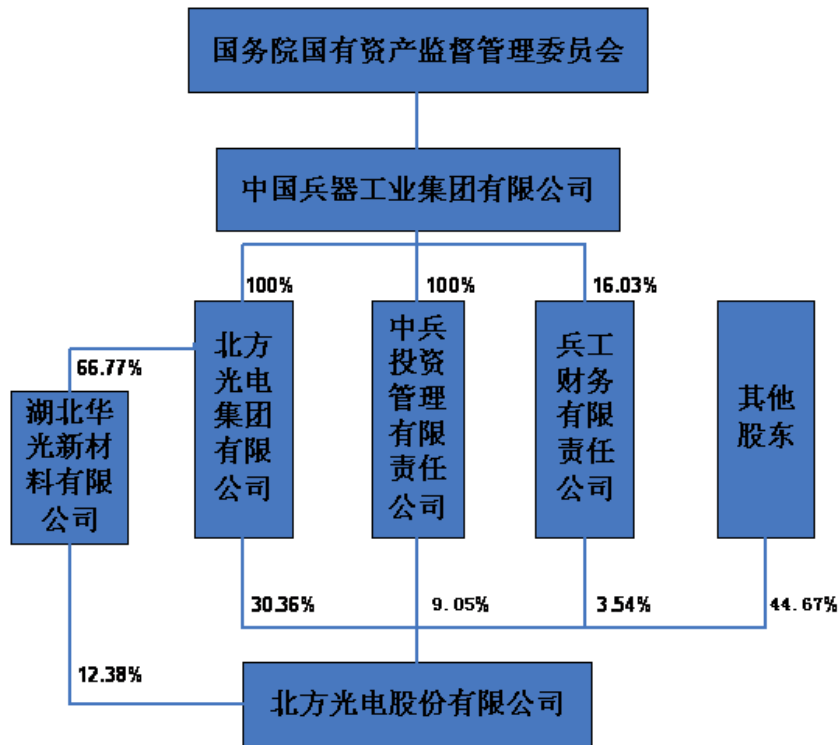 国务院国有资产监督管理委员会
中国兵器工业集团有限公司
100%
100%
16.03%
66.77%
湖北华
光新材
料有限
公司
北方
光电
集团
有限
公司
中兵
投资
管理
有限
责任
公司
兵工
财务
有限
责任
公司
其他
股东
30.36%
9.05%
3.54%
44.67%
12.38%
北方光电股份有限公司